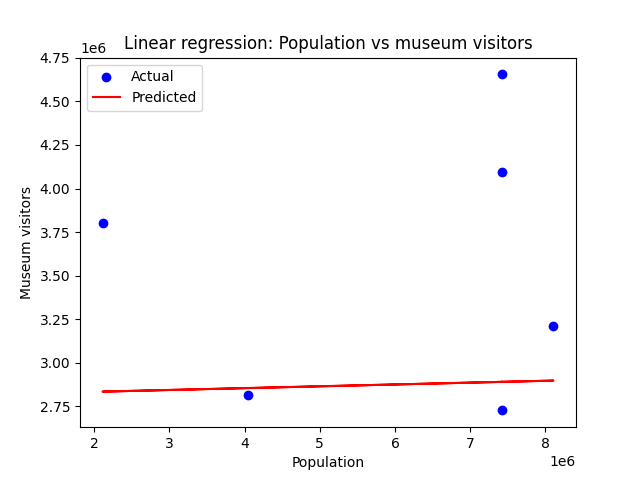 Linear regression: Population vs museum visitors
1e6
Actual
Predicted
Museum visitors
4.75
4.50
4.25
4.00
3.75
3.50
3.25
3.00
2.75
2 3 4 5 6 7 8
1e6
Population